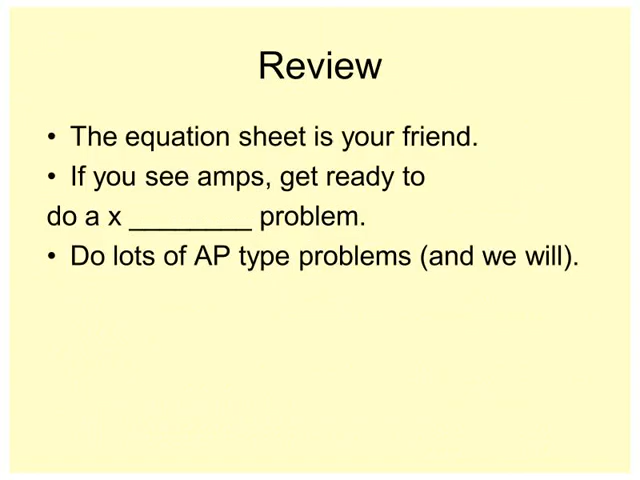 Review
• The equation sheet is your friend.
• If you see amps, get ready to
do a x ________ problem.
• Do lots of AP type problems (and we will).